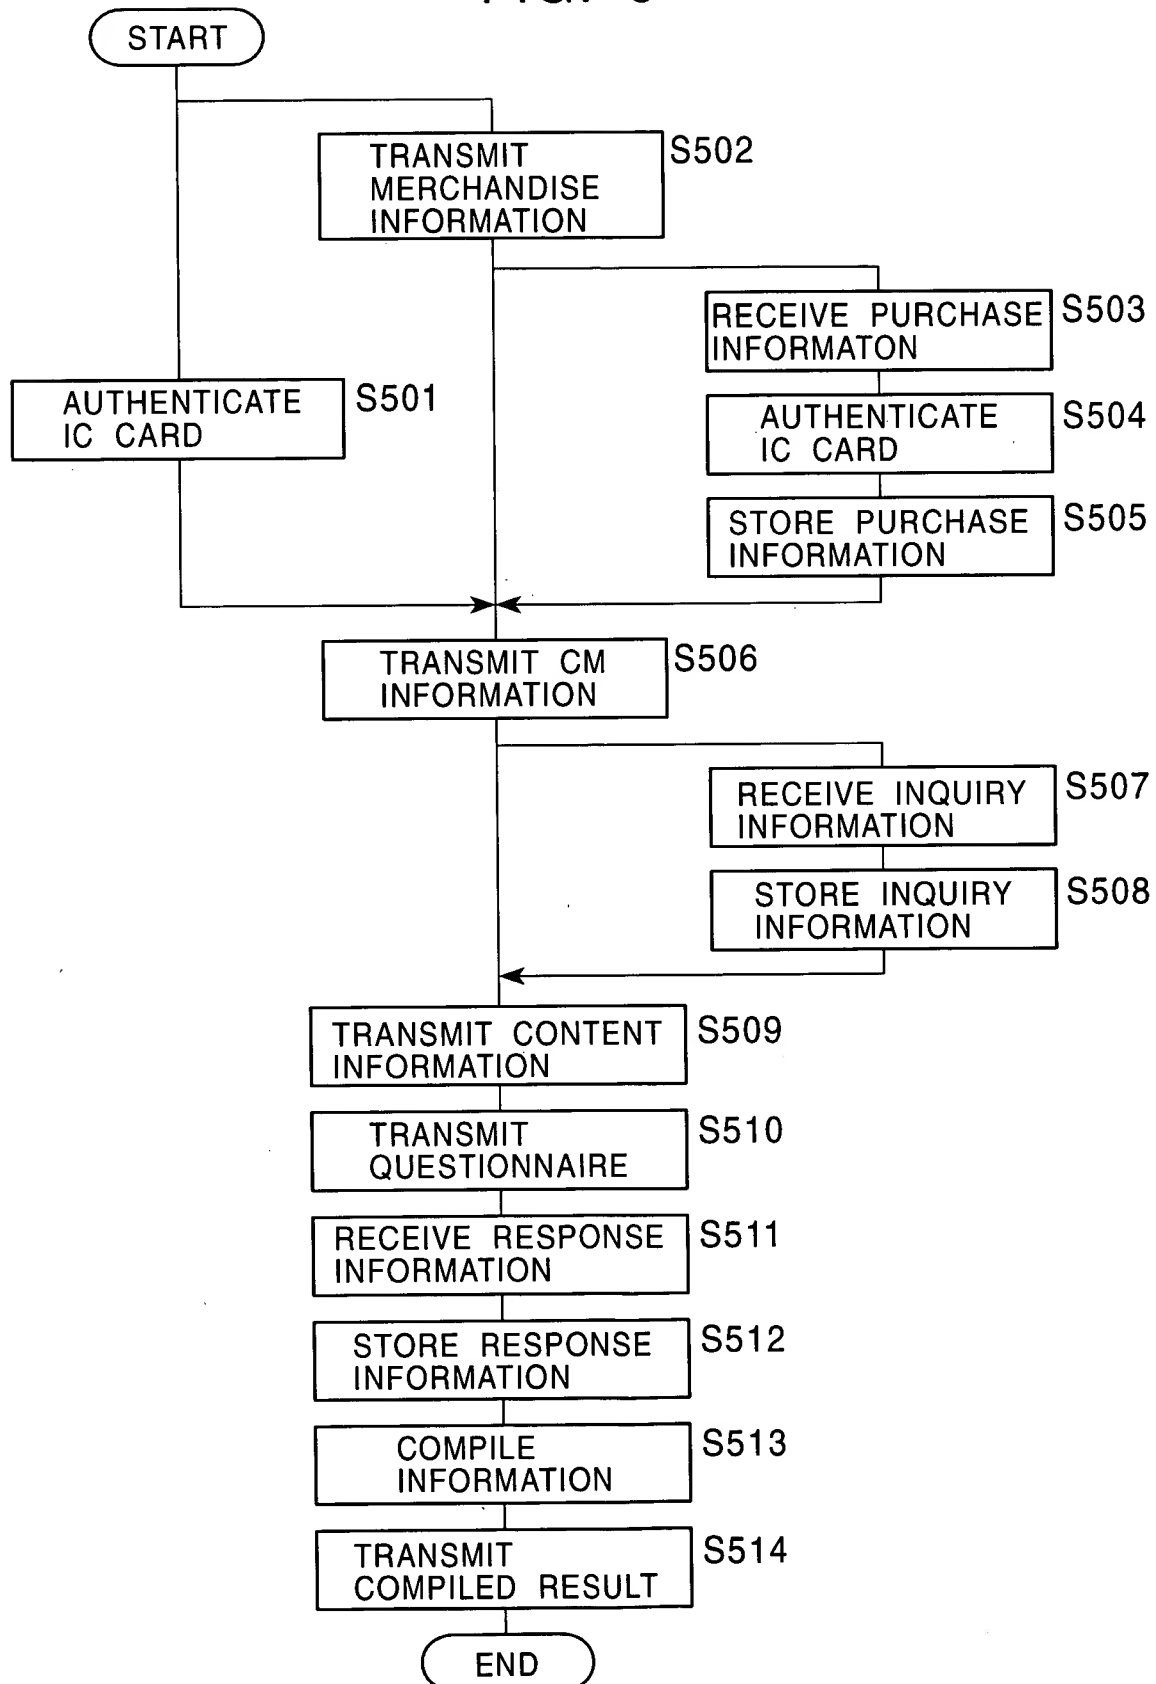 START
TRANSMIT
MERCHANDISE
INFORMATION
S502
RECEIVE PURCHASE
INFORMATON
S503
AUTHENTICATE
IC CARD
S501
AUTHENTICATE
IC CARD
S504
STORE PURCHASE
INFORMATION
S505
TRANSMIT CM
INFORMATION
S506
RECEIVE INQUIRY
INFORMATION
S507
STORE INQUIRY
INFORMATION
S508
TRANSMIT CONTENT
INFORMATION
S509
TRANSMIT
QUESTIONNAIRE
S510
RECEIVE RESPONSE
INFORMATION
S511
STORE RESPONSE
INFORMATION
S512
COMPILE
INFORMATION
S513
TRANSMIT
COMPILED RESULT
S514
END